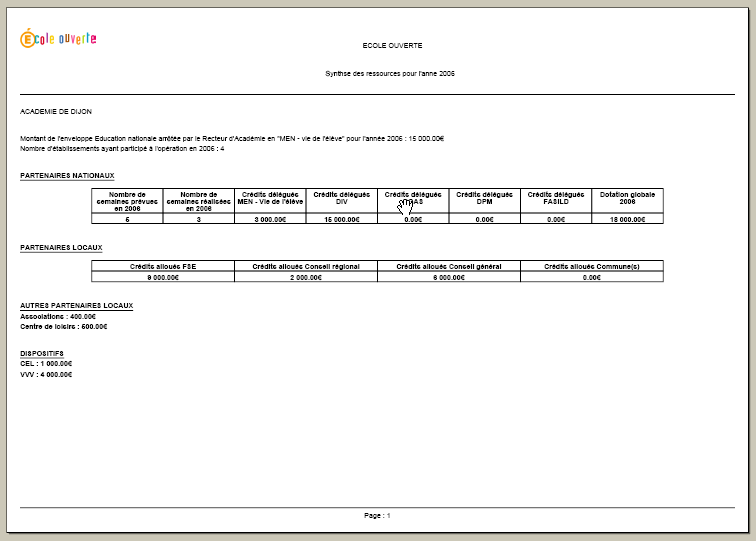 École ouverte
ECOLE OUVERTE
Synthse des ressources pour l'anne 2006
ACADEMIE DE DIJON
Montant de l'enveloppe Education nationale arrêtée par le Recteur d'Académie en "MEN - vie de l'élève" pour l'année 2006 : 15 000.00€
Nombre d'établissements ayant participé à l'opération en 2006 : 4
PARTENAIRES NATIONAUX
Nombre de semaines prévues en 2006 Nombre de semaines réalisées en 2006 Crédits délégués MEN - Vie de l'élève Crédits délégués DIV Crédits délégués Crédits délégués DPM Crédits délégués FASILD Dotation globale 2006
5 3 3 000.00€ 15 000.00€ 0.00€ 0.00€ 0.00€ 18 000.00€
PARTENAIRES LOCAUX
Crédits alloués FSE Crédits alloués Conseil régional Crédits alloués Conseil général Crédits alloués Commune(s)
9 000.00€ 2 000.00€ 6 000.00€ 0.00€
AUTRES PARTENAIRES LOCAUX
Associations : 400.00€
Centre de loisirs : 500.00€
DISPOSITIFS
CEL : 1 000.00€
VVV : 4 000.00€
Page : 1